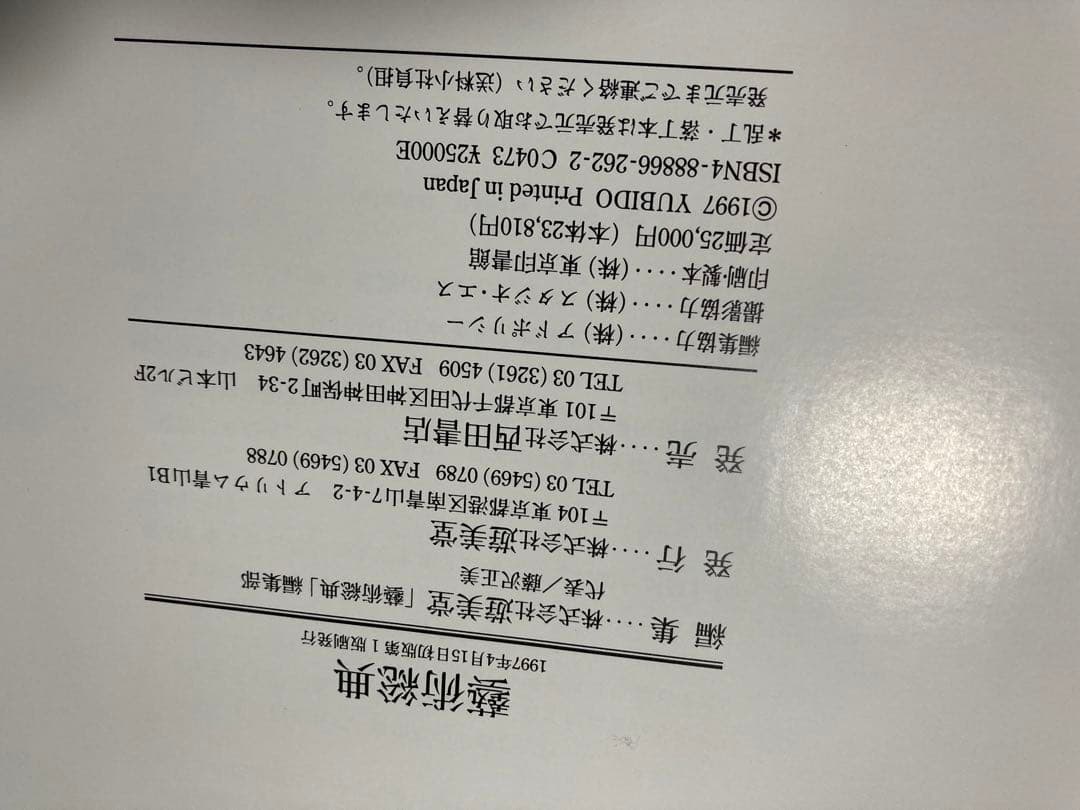 藝術総典
1997年4月15日初版第1版刷発行
編集‥‥株式会社遊美堂「藝術総典」編集部
代表／藤沢正美
発行‥‥株式会社遊美堂
〒104 東京都港区南青山7-4-2 アトリウム青山B1
TEL 03 (5469) 0789 FAX 03 (5469) 0788
発売‥‥株式会社西田書店
〒101 東京都千代田区神田神保町2-34 山本ビル2F
TEL 03 (3261) 4509 FAX 03 (3262) 4643
編集協力‥‥(株) アドポリシー
撮影協力‥‥(株) スタジオ・エス
印刷・製本‥‥(株) 東京印書館
定価25,000円 (本体23,810円)
©1997 YUBIDO Printed in Japan
ISBN4-88866-262-2 C0473 ¥25000E
＊乱丁・落丁本は発売元でお取り替えいたします。
発売元までご連絡ください (送料小社負担)。